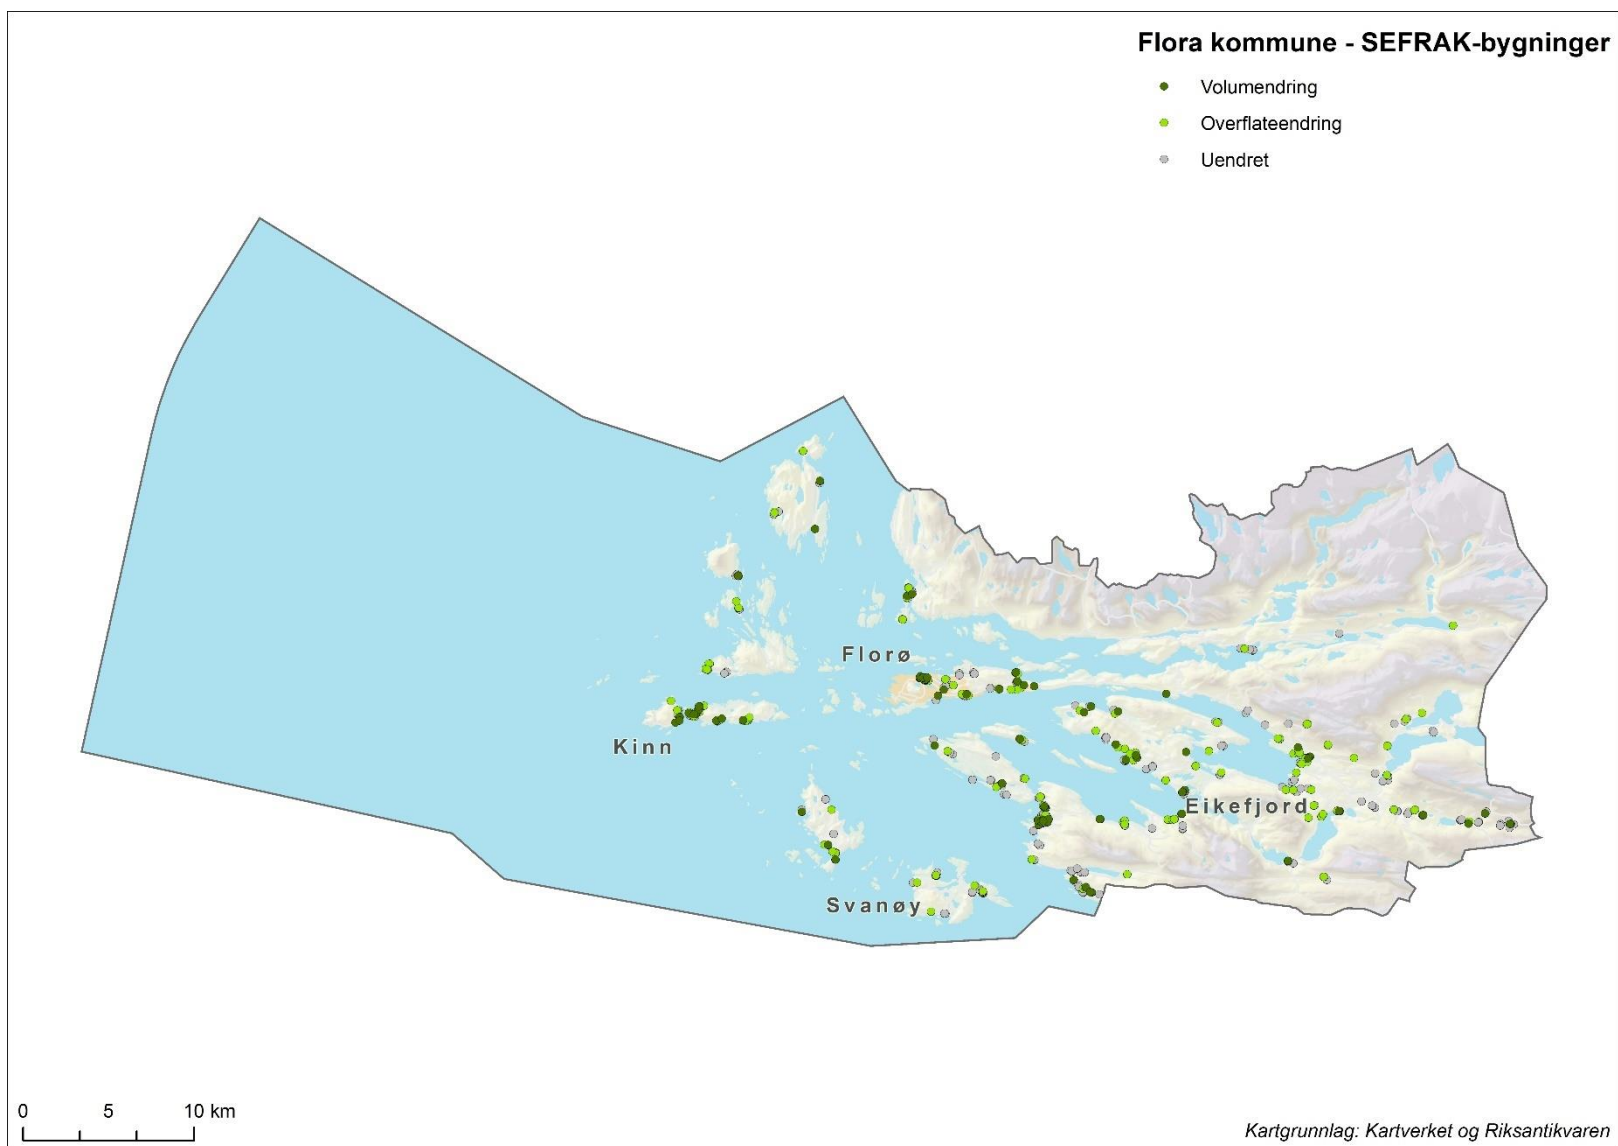 Flora kommune - SEFRAK-bygninger
Volumendring
Overflateendring
Uendret
Florø
Kinn
Eikefjord
Svanøy
0 5 10 km
Kartgrunnlag: Kartverket og Riksantikvaren